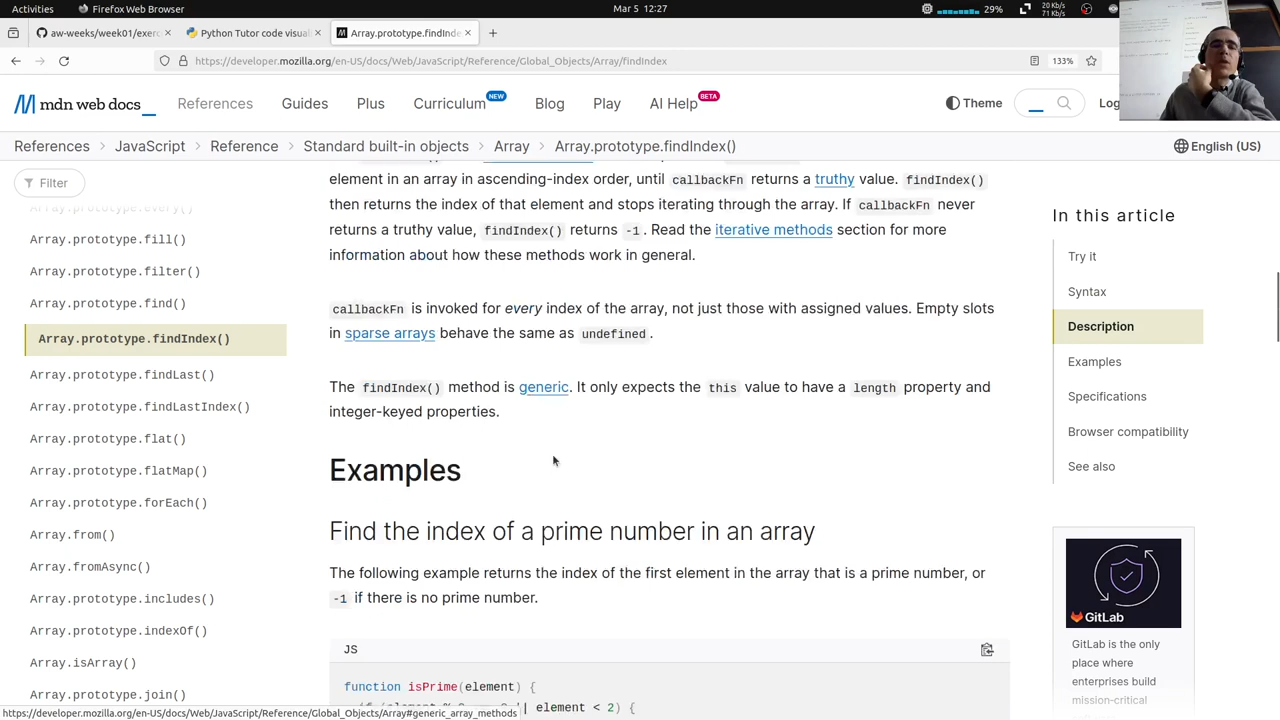 Activities
Firefox Web Browser
Mar 5 12:27
20 Kb/s
71 Kb/s
29%
aw-weeks/week01/exerc
Python Tutor code visuali
Array.prototype.findInde
https://developer.mozilla.org/en-US/docs/Web/JavaScript/Reference/Global_Objects/Array/findIndex
133%
mdn web docs
References
Guides
Plus
Curriculum NEW
Blog
Play
AI Help BETA
Theme
Log
References
JavaScript
Reference
Standard built-in objects
Array
Array.prototype.findIndex()
English (US)
Filter
Array.prototype.every()
Array.prototype.fill()
Array.prototype.filter()
Array.prototype.find()
Array.prototype.findIndex()
Array.prototype.findLast()
Array.prototype.findLastIndex()
Array.prototype.flat()
Array.prototype.flatMap()
Array.prototype.forEach()
Array.from()
Array.fromAsync()
Array.prototype.includes()
Array.prototype.indexOf()
Array.isArray()
Array.prototype.join()
element in an array in ascending-index order, until callbackFn returns a truthy value. findIndex()
then returns the index of that element and stops iterating through the array. If callbackFn never
returns a truthy value, findIndex() returns -1. Read the iterative methods section for more
information about how these methods work in general.
callbackFn is invoked for every index of the array, not just those with assigned values. Empty slots
in sparse arrays behave the same as undefined.
The findIndex() method is generic. It only expects the this value to have a length property and
integer-keyed properties.
Examples
Find the index of a prime number in an array
The following example returns the index of the first element in the array that is a prime number, or
-1 if there is no prime number.
JS
function isPrime(element) {
|| element < 2) {
In this article
Try it
Syntax
Description
Examples
Specifications
Browser compatibility
See also
GitLab
GitLab is the only
place where
enterprises build
mission-critical
https://developer.mozilla.org/en-US/docs/Web/JavaScript/Reference/Global_Objects/Array#generic_array_methods